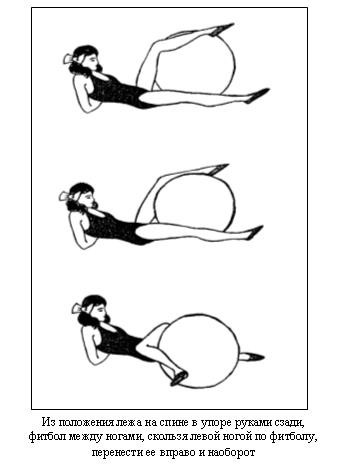 Из положения лежа на спине в упоре руками сзади,
фитбол между ногами, скользя левой ногой по фитболу,
перенести ее вправо и наоборот